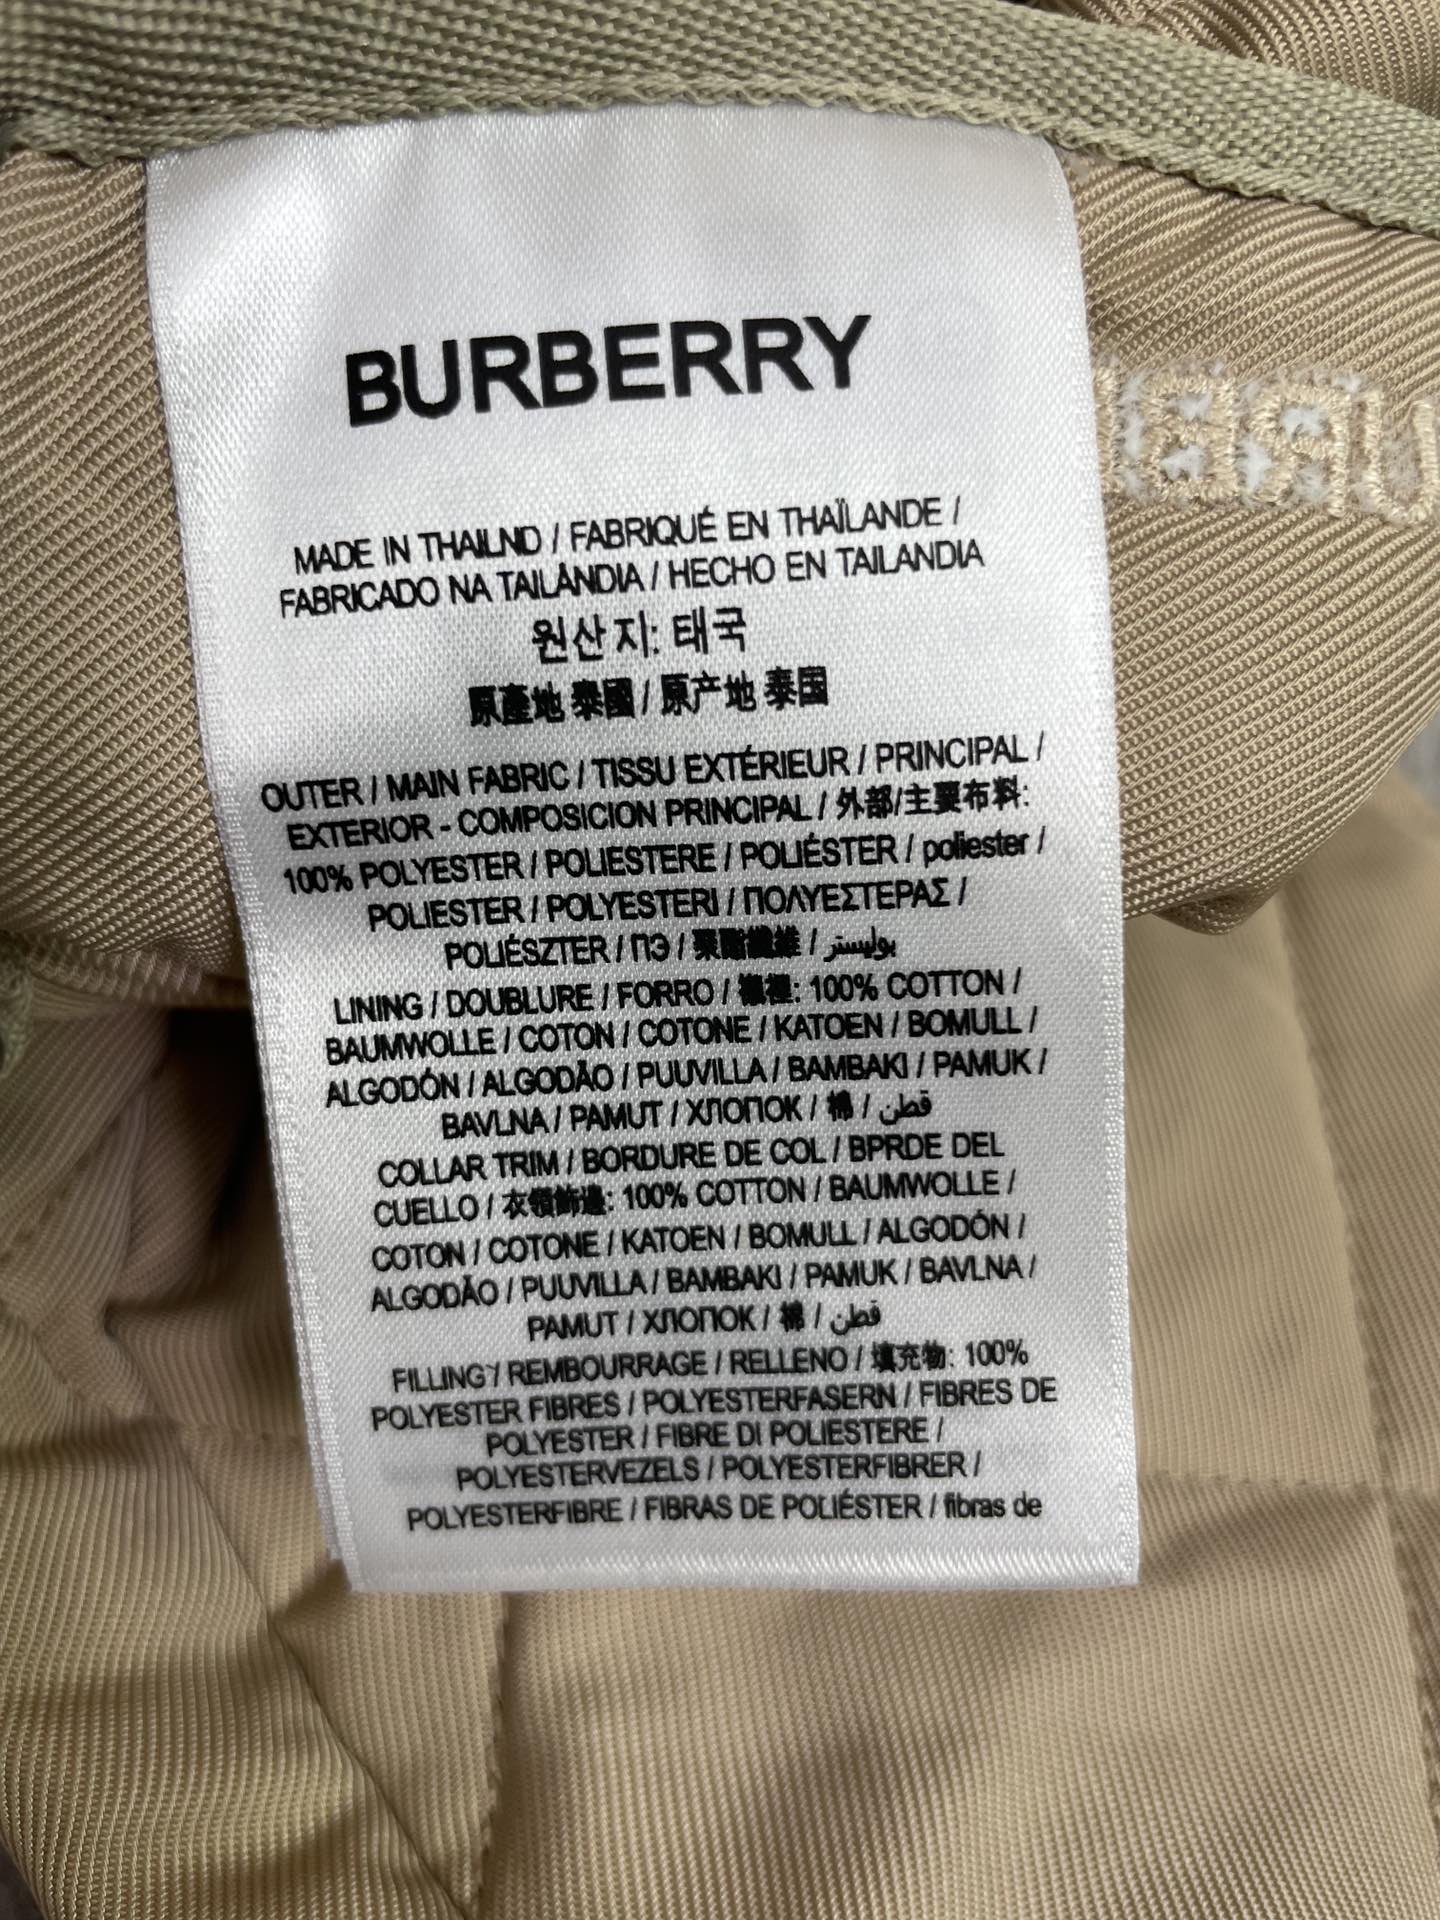 BURBERRY
MADE IN THAILND / FABRIQUÉ EN THAÏLANDE /
FABRICADO NA TAILÂNDIA / HECHO EN TAILANDIA
원산지: 태국
原產地 泰國 / 原产地 泰国
OUTER / MAIN FABRIC / TISSU EXTÉRIEUR / PRINCIPAL /
EXTERIOR - COMPOSICION PRINCIPAL / 外部/主要布料:
100% POLYESTER / POLIESTERE / POLIÉSTER / poliester /
POLIESTER / POLYESTERI / ΠΟΛΥΕΣΤΕΡΑΣ /
POLIÉSZTER / ПЭ / 聚酯纖維 / بوليستر
LINING / DOUBLURE / FORRO / 襯裡: 100% COTTON /
BAUMWOLLE / COTON / COTONE / KATOEN / BOMULL /
ALGODÓN / ALGODÃO / PUUVILLA / BAMBAKI / PAMUK /
BAVLNA / PAMUT / ХЛОПОК / 棉 / قطن
COLLAR TRIM / BORDURE DE COL / BPRDE DEL
CUELLO / 衣領飾邊: 100% COTTON / BAUMWOLLE /
COTON / COTONE / KATOEN / BOMULL / ALGODÓN /
ALGODÃO / PUUVILLA / BAMBAKI / PAMUK / BAVLNA /
PAMUT / ХЛОПОК / 棉 / قطن
FILLING / REMBOURRAGE / RELLENO / 填充物: 100%
POLYESTER FIBRES / POLYESTERFASERN / FIBRES DE
POLYESTER / FIBRE DI POLIESTERE /
POLYESTERVEZELS / POLYESTERFIBRER /
POLYESTERFIBRE / FIBRAS DE POLIÉSTER / fibras de